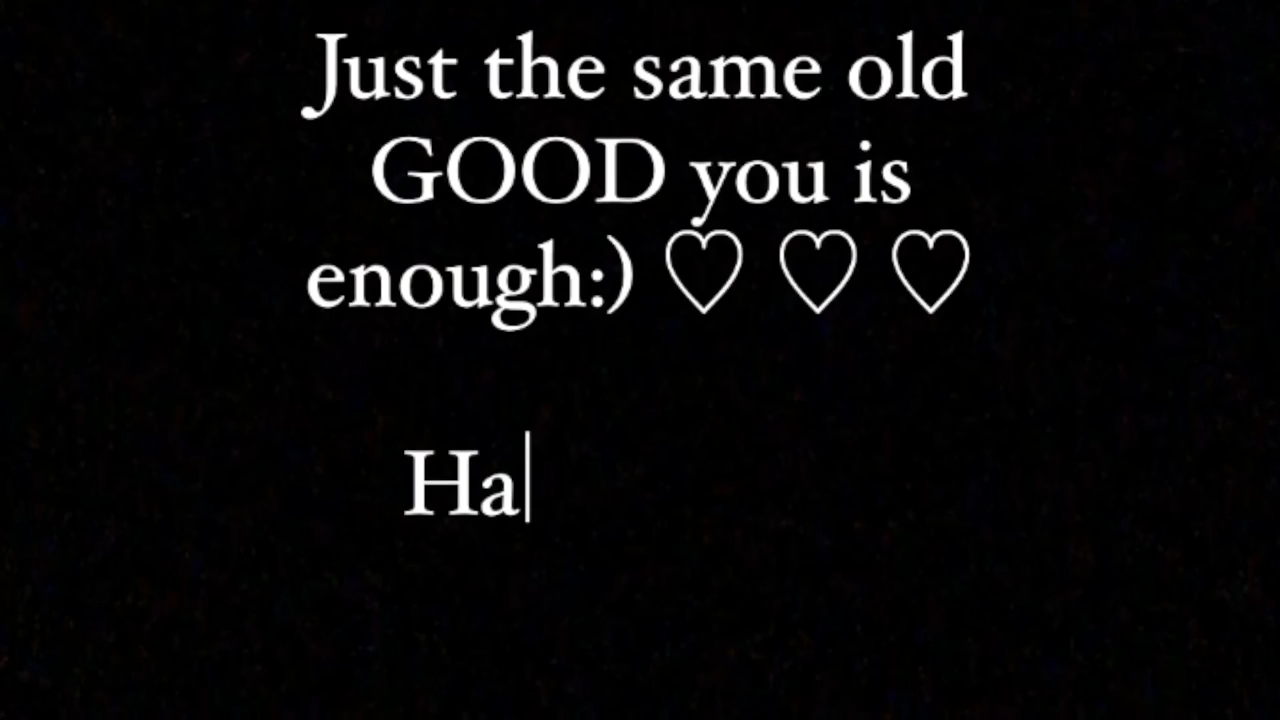 Just the same old
GOOD you is
enough:) ♡ ♡ ♡
Ha